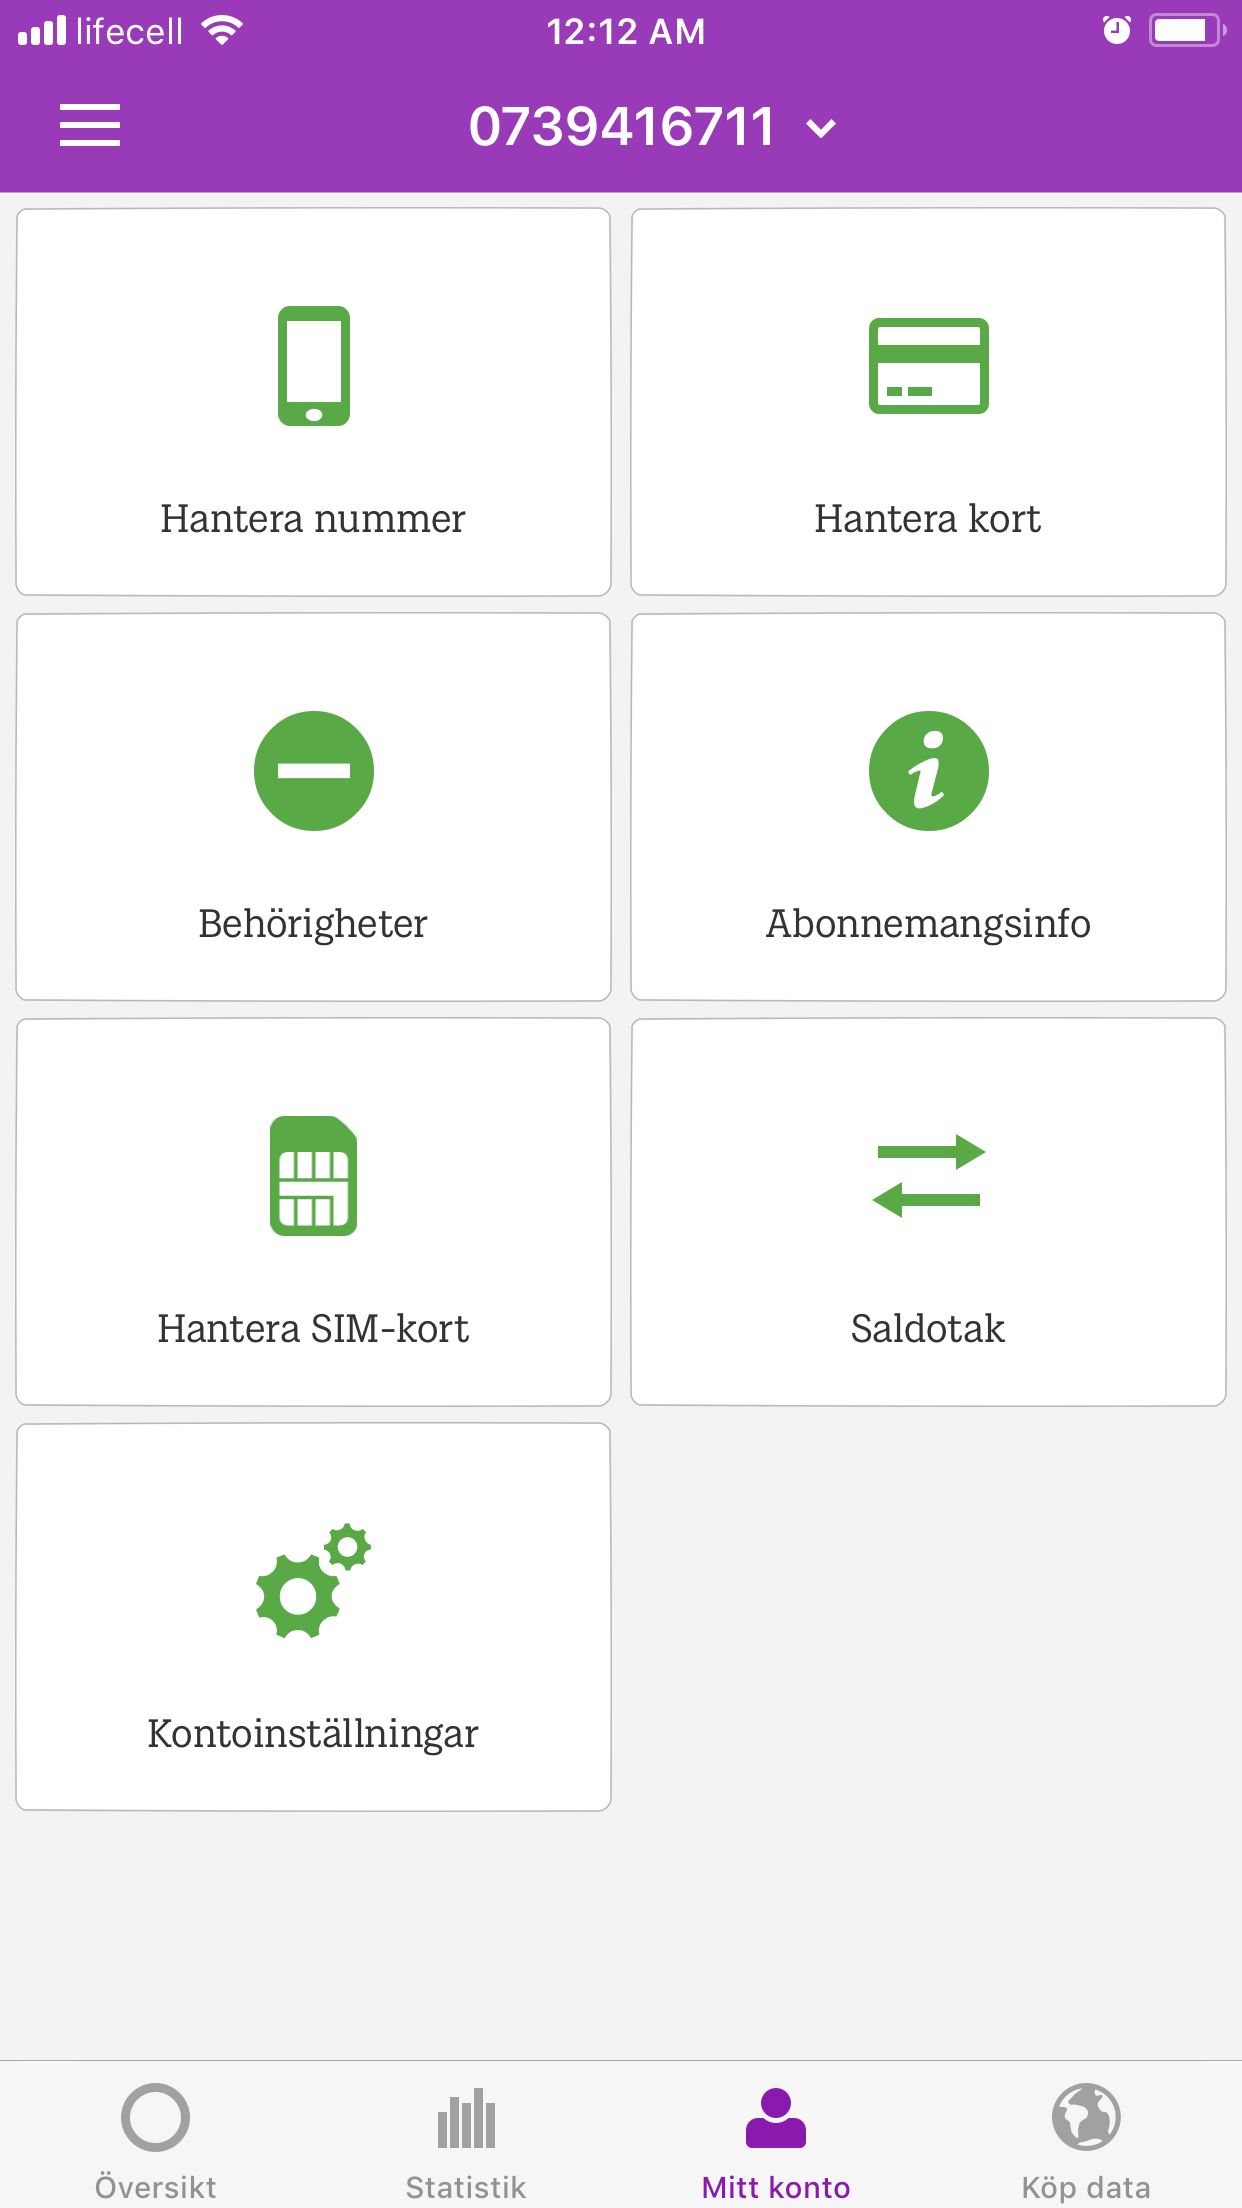 lifecell 12:12 AM
0739416711
Hantera nummer
Hantera kort
Behörigheter
Abonnemangsinfo
Hantera SIM-kort
Saldotak
Kontoinställningar
Översikt
Statistik
Mitt konto
Köp data